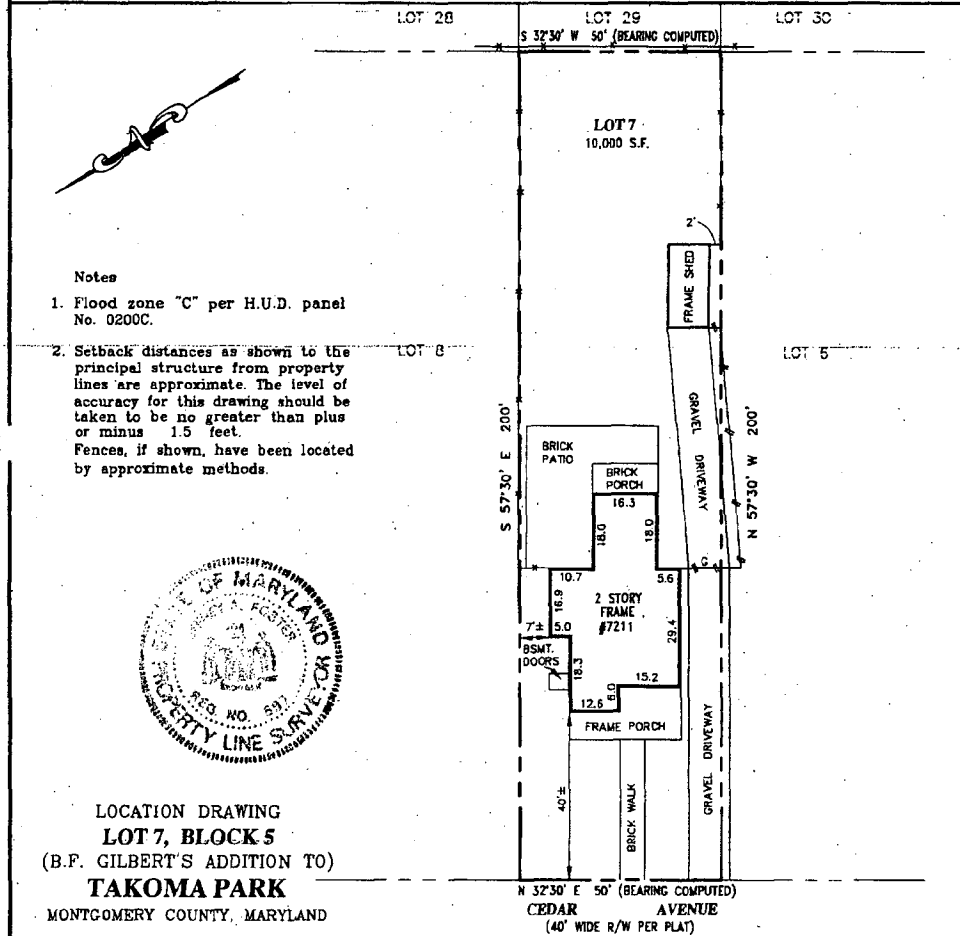 LOT 28
LOT 29
LOT 30
S 32°30' W 50' (BEARING COMPUTED)
LOT 7
10,000 S.F.
2'
FRAME SHED
Notes
1. Flood zone "C" per H.U.D. panel
No. 0200C.
2. Setback distances as shown to the
principal structure from property
lines are approximate. The level of
accuracy for this drawing should be
taken to be no greater than plus
or minus 1.5 feet.
Fences, if shown, have been located
by approximate methods.
LOT 8
LOT 6
S 57°30' E 200'
N 57°30' W 200'
GRAVEL DRIVEWAY
BRICK
PATIO
BRICK
PORCH
16.3
18.0
18.0
10.7
5.6
G
16.9
2 STORY
FRAME
#7211
29.4
7'±
5.0
BSMT.
DOORS
18.3
15.2
6.0
12.6
FRAME PORCH
40'±
BRICK WALK
GRAVEL DRIVEWAY
STATE OF MARYLAND
FOSTER
REG. NO. 597
PROPERTY LINE SURVEYOR
LOCATION DRAWING
LOT 7, BLOCK 5
(B.F. GILBERT'S ADDITION TO)
TAKOMA PARK
MONTGOMERY COUNTY, MARYLAND
N 32°30' E 50' (BEARING COMPUTED)
CEDAR AVENUE
(40' WIDE R/W PER PLAT)